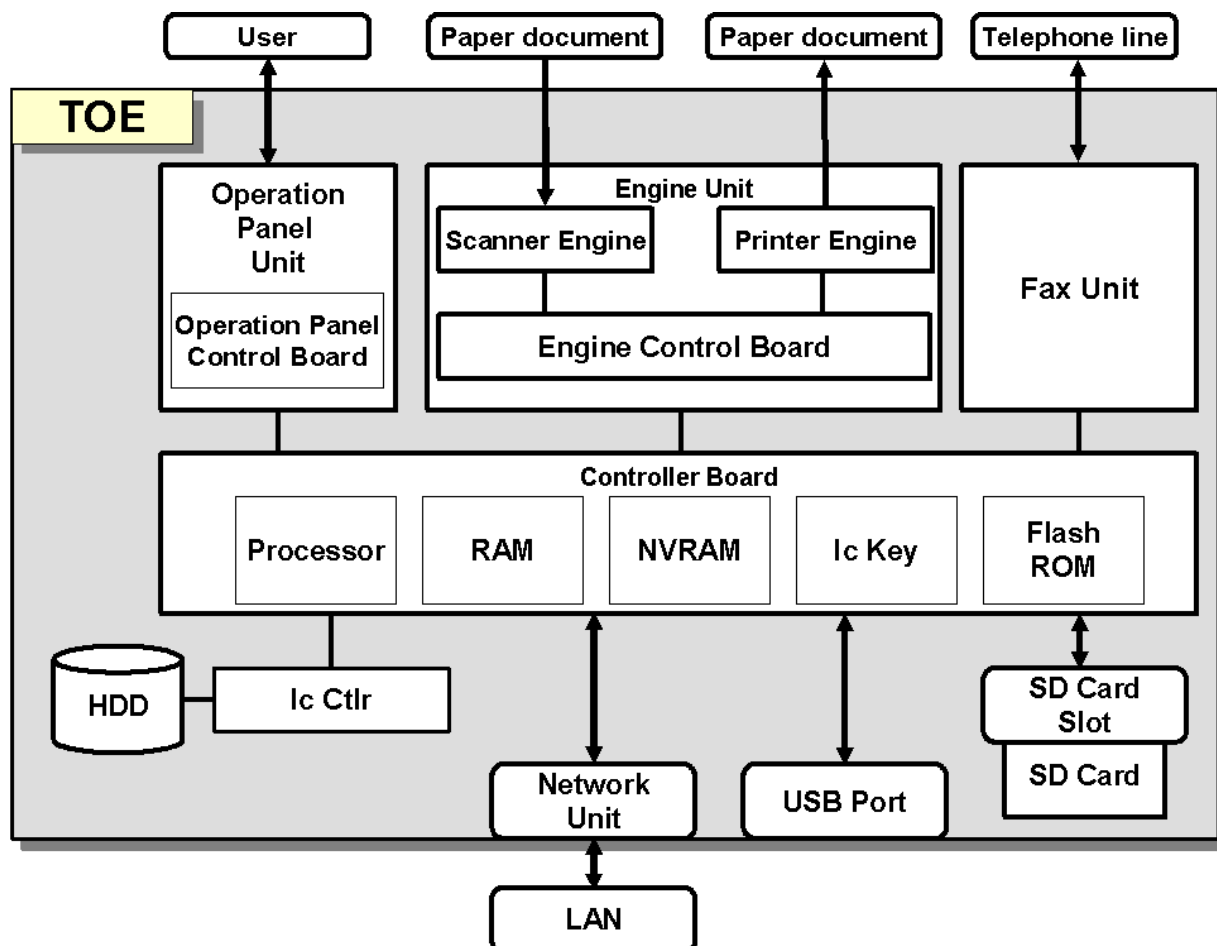 User
Paper document
Paper document
Telephone line
TOE
Operation
Panel
Unit
Operation Panel
Control Board
Engine Unit
Scanner Engine
Printer Engine
Engine Control Board
Fax Unit
Controller Board
Processor
RAM
NVRAM
Ic Key
Flash
ROM
HDD
Ic Ctlr
Network
Unit
USB Port
SD Card
Slot
SD Card
LAN